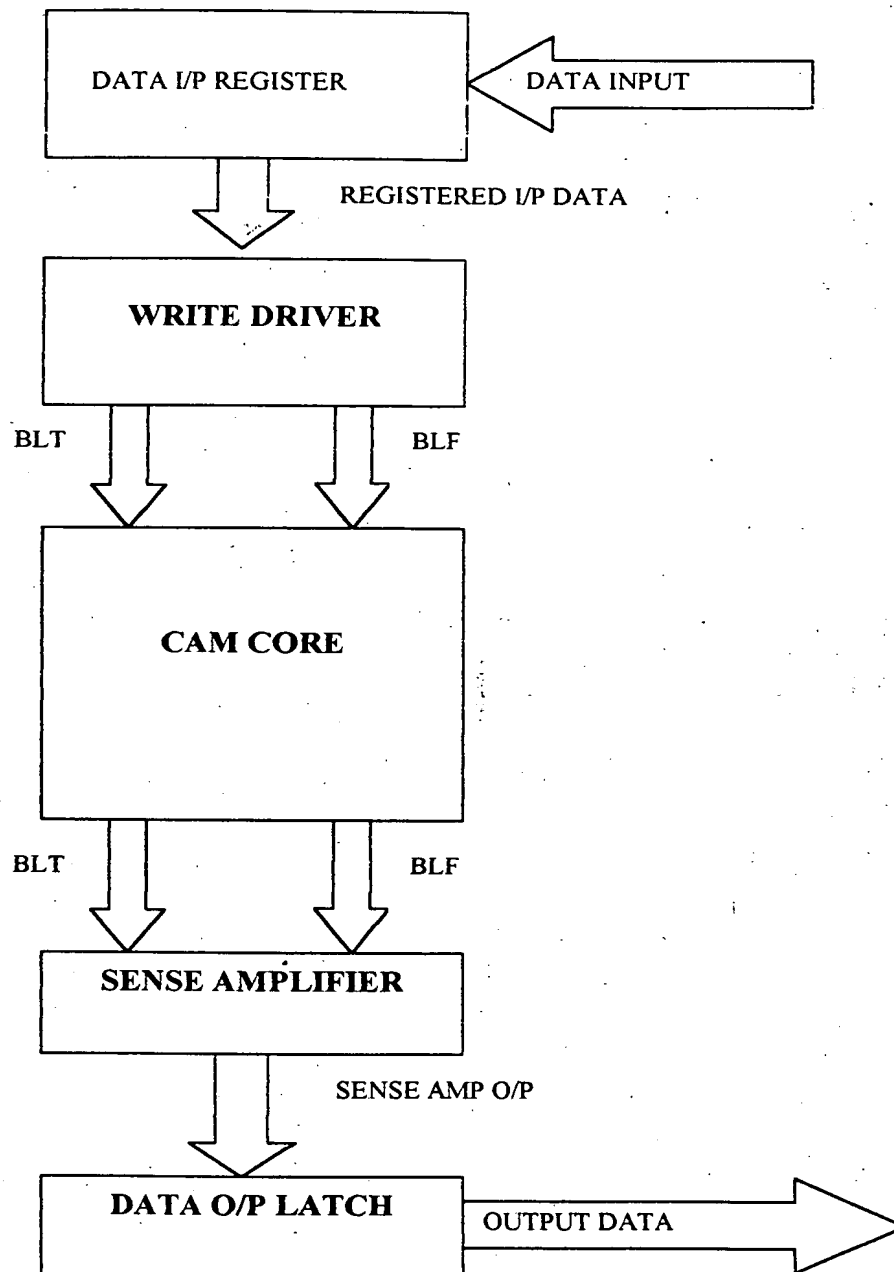 DATA I/P REGISTER
DATA INPUT
REGISTERED I/P DATA
WRITE DRIVER
BLT
BLF
CAM CORE
BLT
BLF
SENSE AMPLIFIER
SENSE AMP O/P
DATA O/P LATCH
OUTPUT DATA